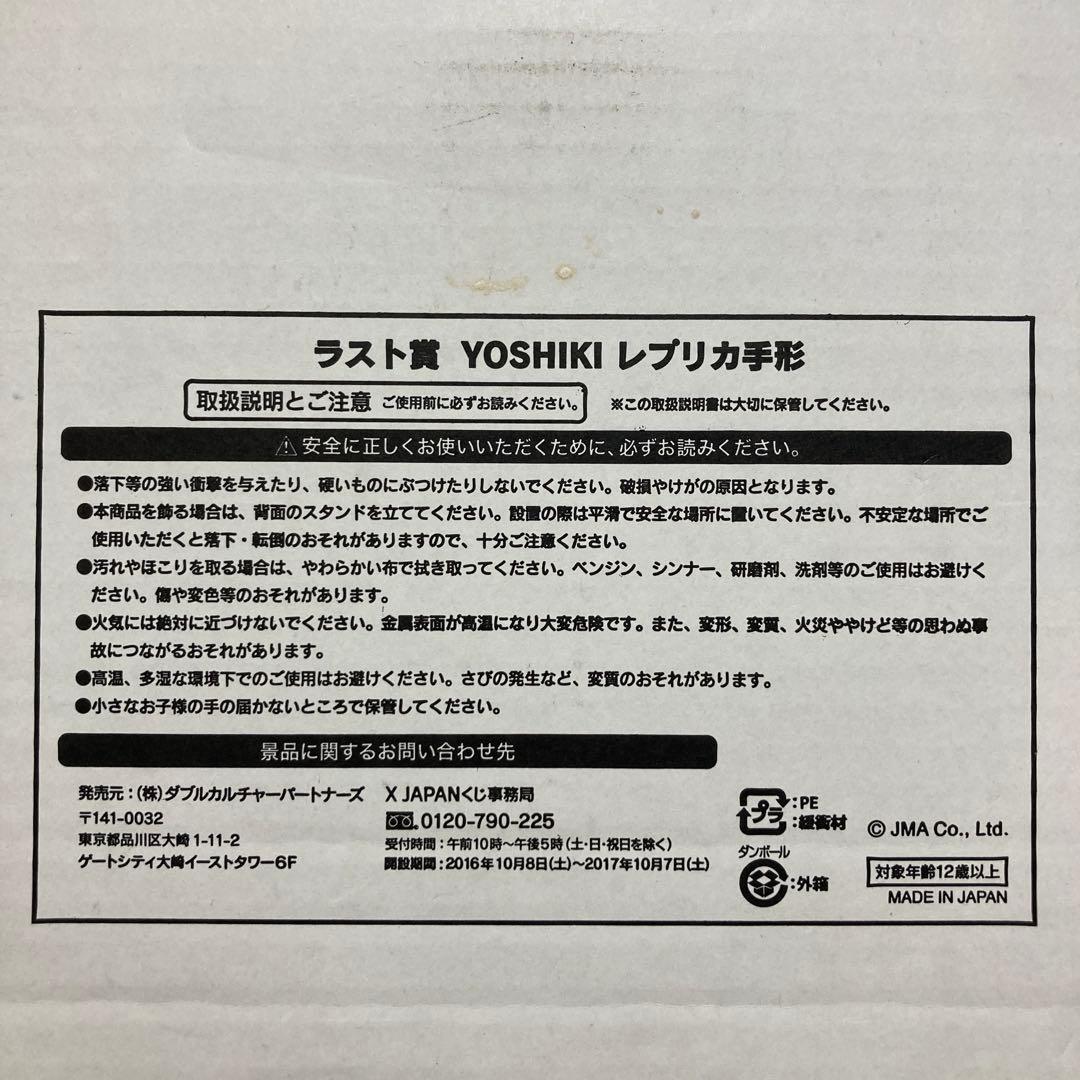 ラスト賞 YOSHIKI レプリカ手形
取扱説明とご注意 ご使用前に必ずお読みください。 ※この取扱説明書は大切に保管してください。
⚠安全に正しくお使いいただくために、必ずお読みください。
●落下等の強い衝撃を与えたり、硬いものにぶつけたりしないでください。破損やけがの原因となります。
●本商品を飾る場合は、背面のスタンドを立ててください。設置の際は平滑で安全な場所に置いてください。不安定な場所でご
使用いただくと落下・転倒のおそれがありますので、十分ご注意ください。
●汚れやほこりを取る場合は、やわらかい布で拭き取ってください。ベンジン、シンナー、研磨剤、洗剤等のご使用はお避けく
ださい。傷や変色等のおそれがあります。
●火気には絶対に近づけないでください。金属表面が高温になり大変危険です。また、変形、変質、火災ややけど等の思わぬ事
故につながるおそれがあります。
●高温、多湿な環境下でのご使用はお避けください。さびの発生など、変質のおそれがあります。
●小さなお子様の手の届かないところで保管してください。
景品に関するお問い合わせ先
発売元：(株)ダブルカルチャーパートナーズ
〒141-0032
東京都品川区大崎1-11-2
ゲートシティ大崎イーストタワー6F
X JAPANくじ事務局
0120-790-225
受付時間：午前10時～午後5時(土・日・祝日を除く)
開設期間：2016年10月8日(土)～2017年10月7日(土)
プラ：PE
：緩衝材
ダンボール
：外箱
© JMA Co., Ltd.
対象年齢12歳以上
MADE IN JAPAN